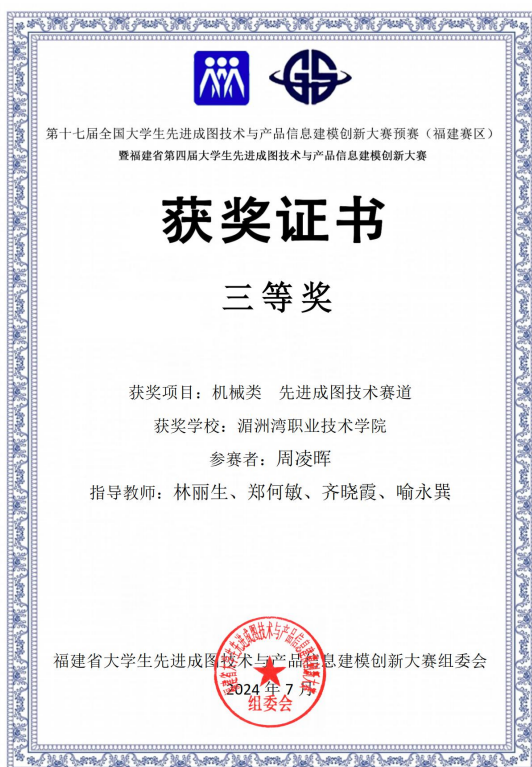 第十七届全国大学生先进成图技术与产品信息建模创新大赛预赛（福建赛区）
暨福建省第四届大学生先进成图技术与产品信息建模创新大赛
获奖证书
三等奖
获奖项目：机械类 先进成图技术赛道
获奖学校：湄洲湾职业技术学院
参赛者：周凌晖
指导教师：林丽生、郑何敏、齐晓霞、喻永巽
福建省大学生先进成图技术与产品信息建模创新大赛组委会
2024 年 7 月
组委会